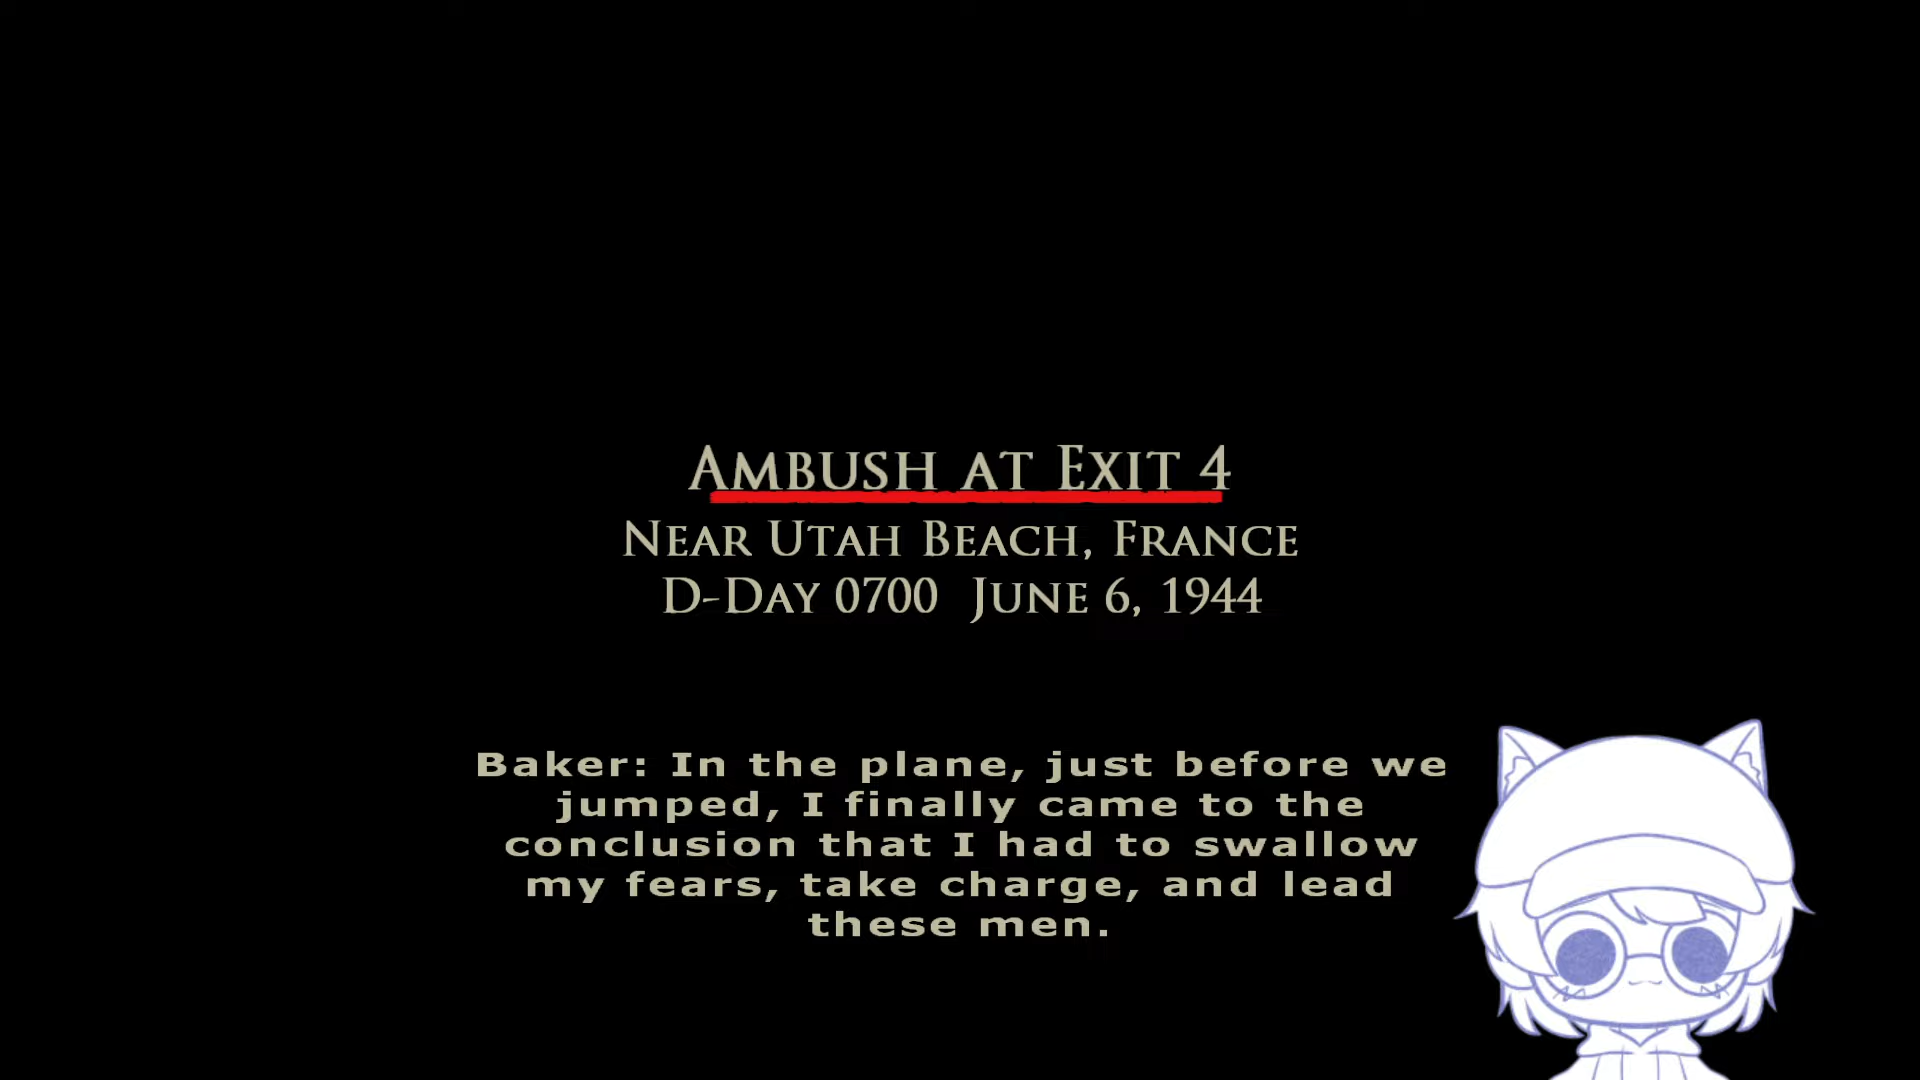 Ambush at Exit 4
Near Utah Beach, France
D-Day 0700 June 6, 1944
Baker: In the plane, just before we
jumped, I finally came to the
conclusion that I had to swallow
my fears, take charge, and lead
these men.